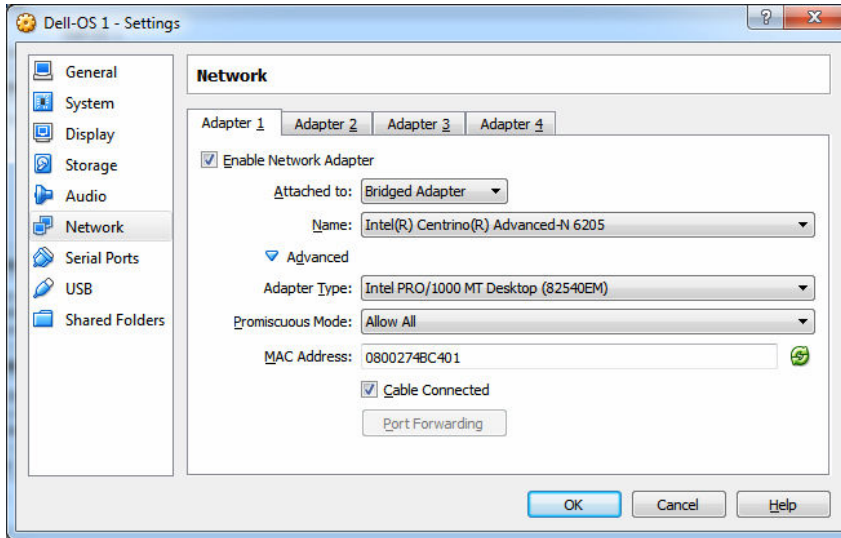 Dell-OS 1 - Settings
?
General
System
Display
Storage
Audio
Network
Serial Ports
USB
Shared Folders
Network
Adapter 1 Adapter 2 Adapter 3 Adapter 4
Enable Network Adapter
Attached to: Bridged Adapter
Name: Intel(R) Centrino(R) Advanced-N 6205
Advanced
Adapter Type: Intel PRO/1000 MT Desktop (82540EM)
Promiscuous Mode: Allow All
MAC Address: 0800274BC401
Cable Connected
Port Forwarding
OK Cancel Help